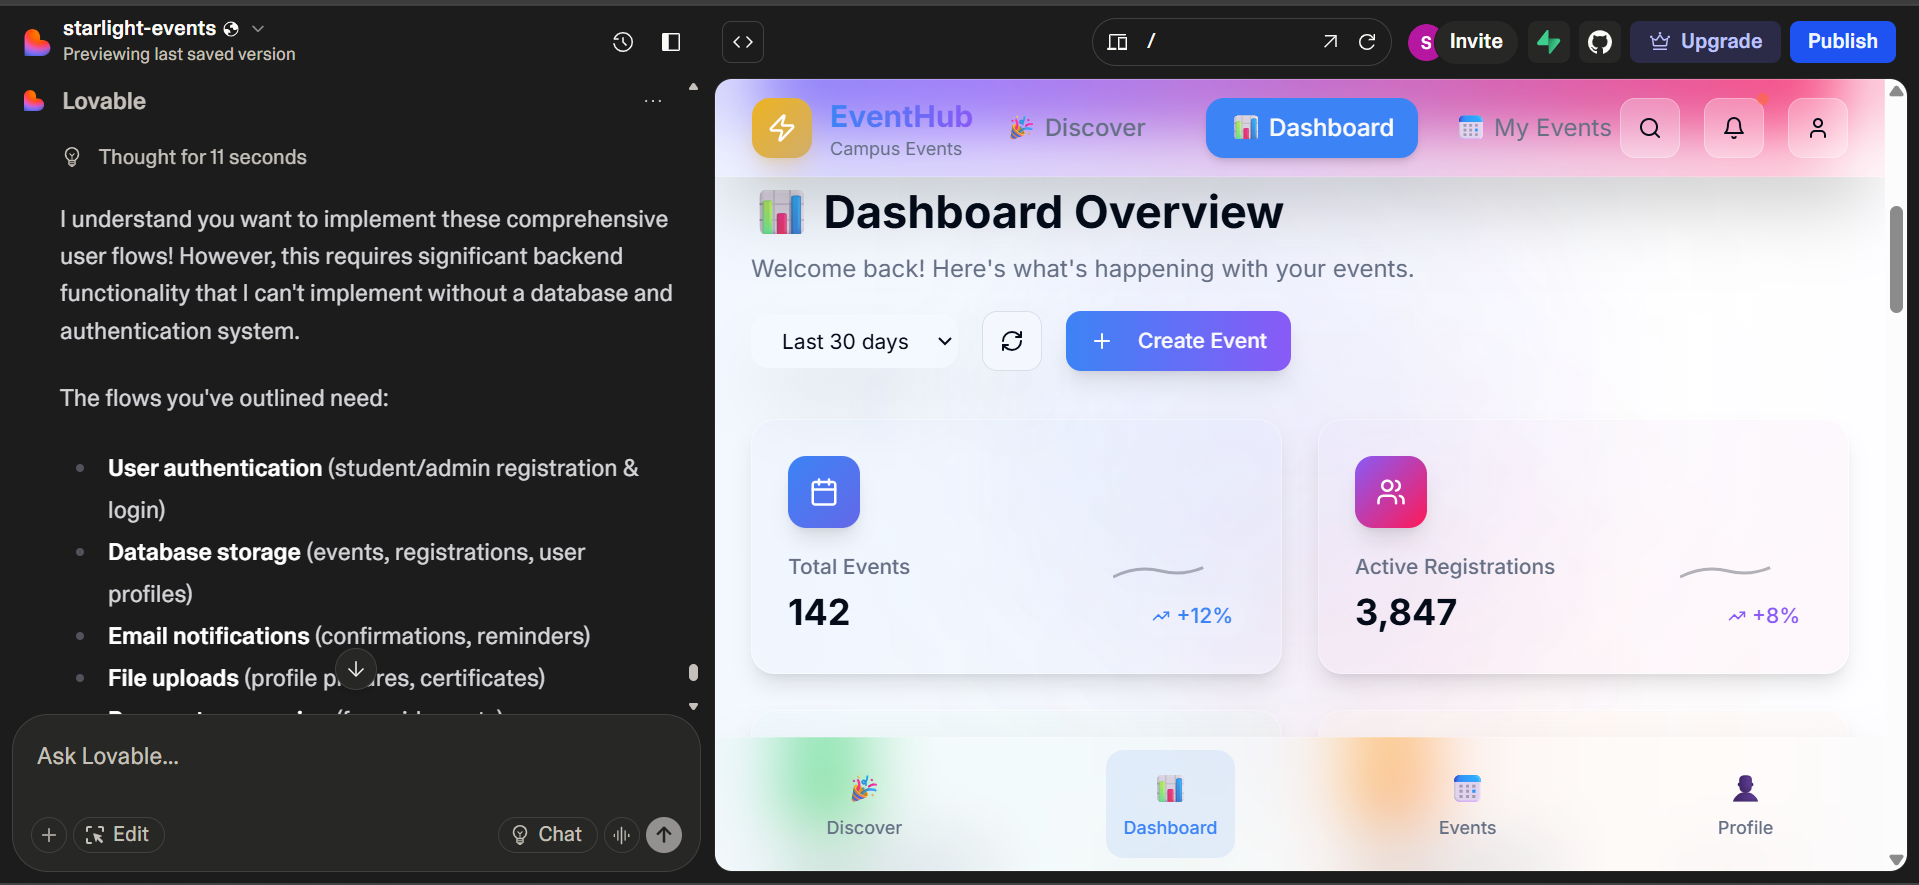 starlight-events
Previewing last saved version
Lovable
Thought for 11 seconds
I understand you want to implement these comprehensive
user flows! However, this requires significant backend
functionality that I can't implement without a database and
authentication system.
The flows you've outlined need:
User authentication (student/admin registration &
login)
Database storage (events, registrations, user
profiles)
Email notifications (confirmations, reminders)
File uploads (profile res, certificates)
Ask Lovable...
Edit
Chat
/
S
Invite
Upgrade
Publish
EventHub
Campus Events
Discover
Dashboard
My Events
Dashboard Overview
Welcome back! Here's what's happening with your events.
Last 30 days
Create Event
Total Events
142
+12%
Active Registrations
3,847
+8%
Discover
Dashboard
Events
Profile